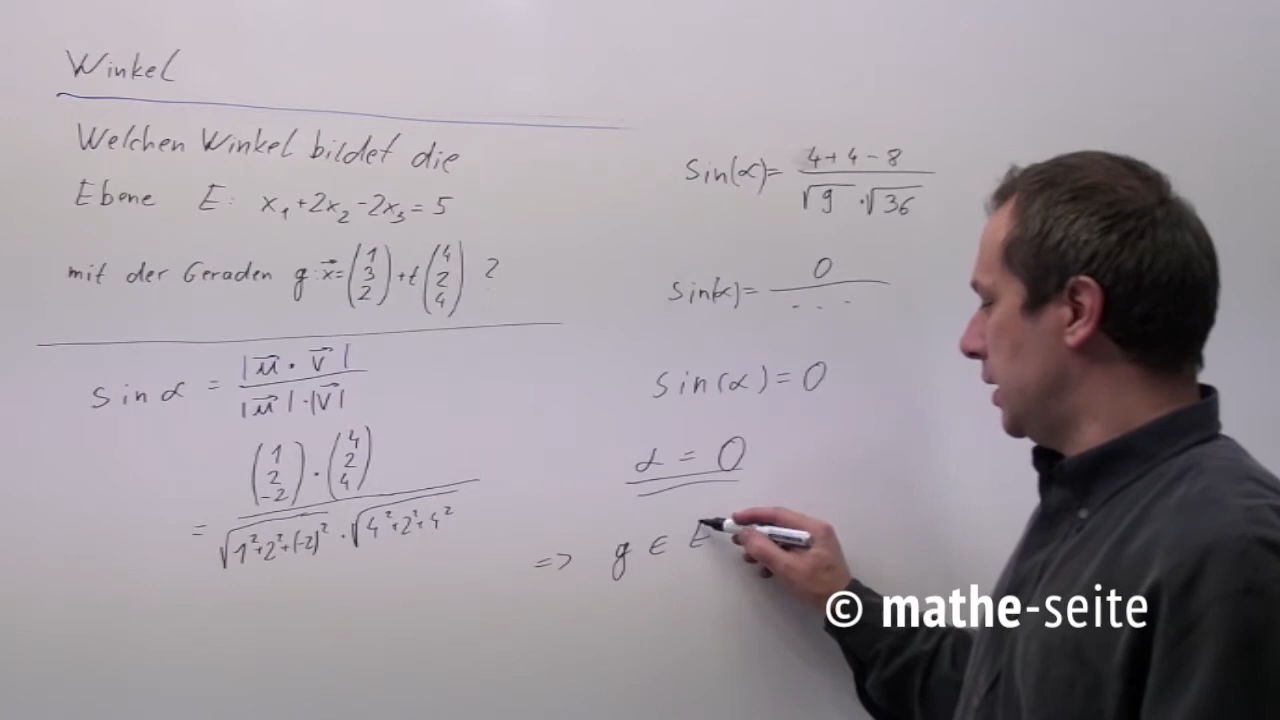 Winkel
Welchen Winkel bildet die
Ebene E: x₁+2x₂-2x₃=5
mit der Geraden g:x⃗=(1 3 2)+t(4 2 4) ?
sin α = |u⃗ · v⃗| / |u⃗|·|v⃗|
= (1 2 -2)·(4 2 4) / √(1²+2²+(-2)²) · √(4²+2²+4²)
sin(α)= 4+4-8 / √9 · √36
sin(α)= 0 / ...
sin(α)=0
α = 0
=> g ∈ E
© mathe-seite